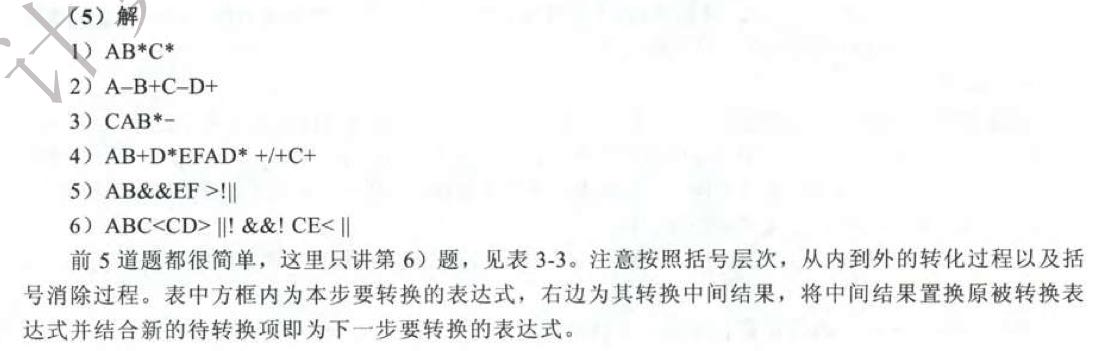 （5）解
1）AB*C*
2）A–B+C–D+
3）CAB*−
4）AB+D*EFAD* +/+C+
5）AB&&EF >!||
6）ABC<CD> ||! &&! CE< ||
前 5 道题都很简单，这里只讲第 6）题，见表 3-3。注意按照括号层次，从内到外的转化过程以及括
号消除过程。表中方框内为本步要转换的表达式，右边为其转换中间结果，将中间结果置换原被转换表
达式并结合新的待转换项即为下一步要转换的表达式。